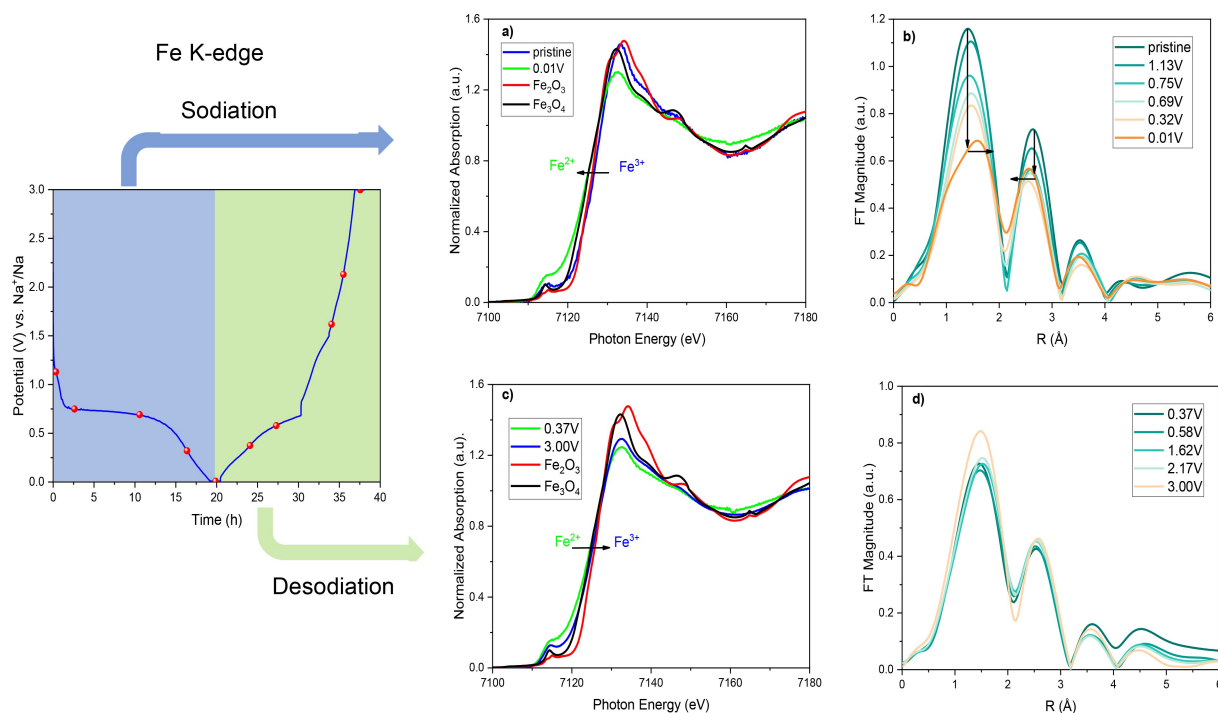 Fe K-edge
Sodiation
Potential (V) vs. Na⁺/Na
3.0
2.5
2.0
1.5
1.0
0.5
0.0
0 5 10 15 20 25 30 35 40
Time (h)
Desodiation
a)
pristine
0.01V
Fe₂O₃
Fe₃O₄
Fe²⁺
Fe³⁺
Normalized Absorption (a.u.)
1.6
1.2
0.8
0.4
0.0
7100 7120 7140 7160 7180
Photon Energy (eV)
b)
pristine
1.13V
0.75V
0.69V
0.32V
0.01V
FT Magnitude (a.u.)
1.2
1.0
0.8
0.6
0.4
0.2
0.0
0 1 2 3 4 5 6
R (Å)
c)
0.37V
3.00V
Fe₂O₃
Fe₃O₄
Fe²⁺
Fe³⁺
Normalized Absorption (a.u).
1.6
1.2
0.8
0.4
0.0
7100 7120 7140 7160 7180
Photon Energy (eV)
d)
0.37V
0.58V
1.62V
2.17V
3.00V
FT Magnitude (a.u.)
1.0
0.8
0.6
0.4
0.2
0.0
0 1 2 3 4 5 6
R (Å)